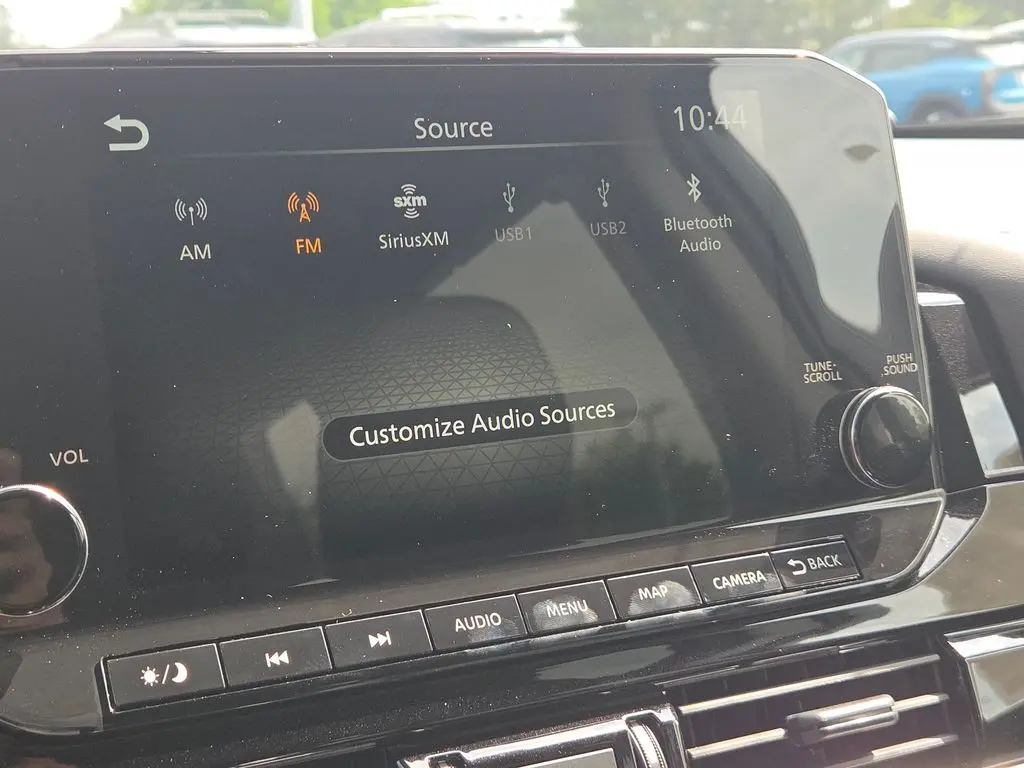 Source
10:44
AM
FM
sxm
SiriusXM
USB1
USB2
Bluetooth
Audio
TUNE-
SCROLL
PUSH
SOUND
Customize Audio Sources
VOL
AUDIO
MENU
MAP
CAMERA
BACK